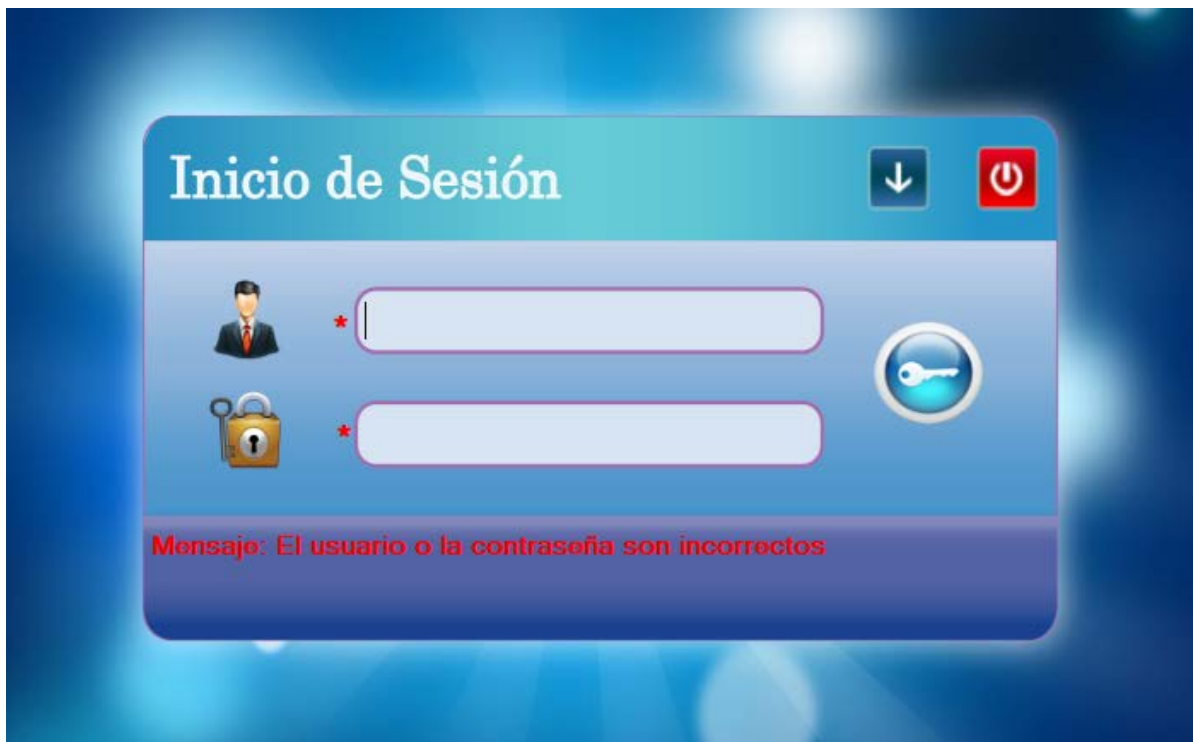 Inicio de Sesión
*
*
Mensaje: El usuario o la contraseña son incorrectos